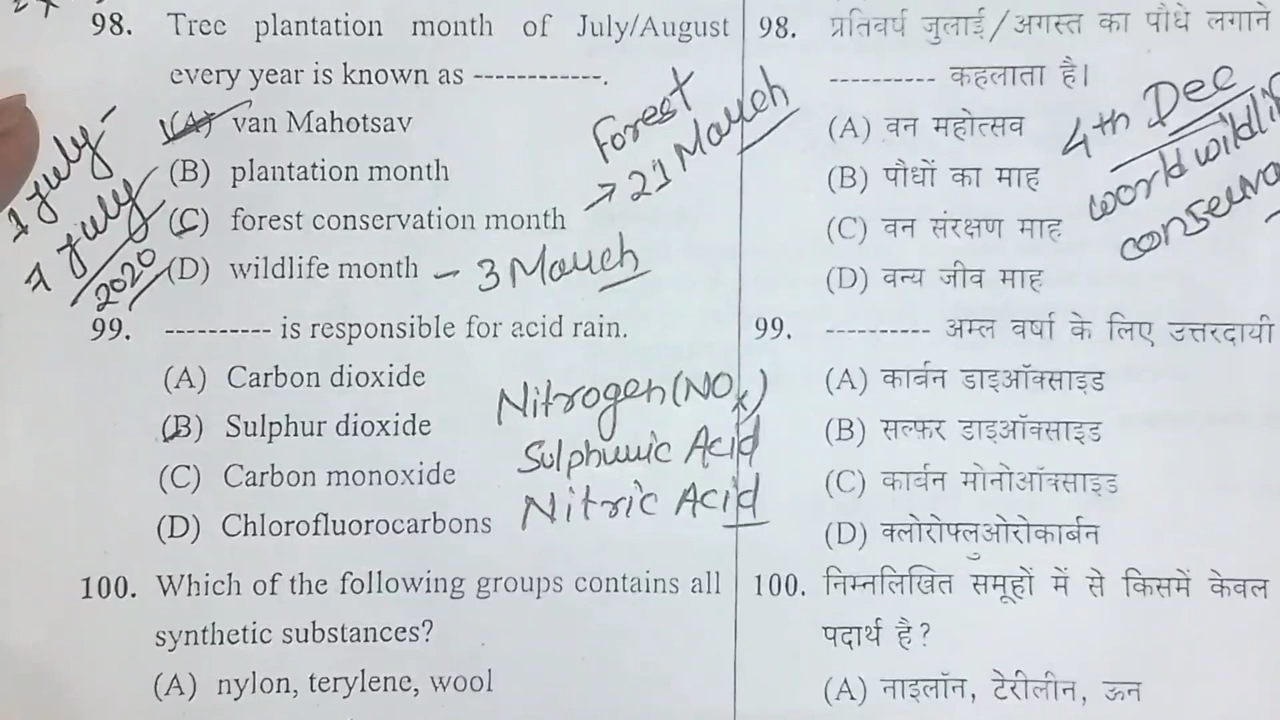 98. Tree plantation month of July/August
every year is known as ------------.
(A) van Mahotsav
(B) plantation month
(C) forest conservation month
(D) wildlife month - 3 March
1 july-
7 july
2020
Forest
→ 21 March
99. ---------- is responsible for acid rain.
(A) Carbon dioxide
(B) Sulphur dioxide
(C) Carbon monoxide
(D) Chlorofluorocarbons
Nitrogen (NOx)
Sulphuric Acid
Nitric Acid
100. Which of the following groups contains all
synthetic substances?
(A) nylon, terylene, wool
98. प्रतिवर्ष जुलाई/अगस्त का पौधे लगाने
---------- कहलाता है।
(A) वन महोत्सव
(B) पौधों का माह
(C) वन संरक्षण माह
(D) वन्य जीव माह
4th Dec
world
99. ---------- अम्ल वर्षा के लिए उत्तरदायी
(A) कार्बन डाइऑक्साइड
(B) सल्फ़र डाइऑक्साइड
(C) कार्बन मोनोऑक्साइड
(D) क्लोरोफ्लुओरोकार्बन
100. निम्नलिखित समूहों में से किसमें केवल
पदार्थ है?
(A) नाइलॉन, टेरीलीन, ऊन